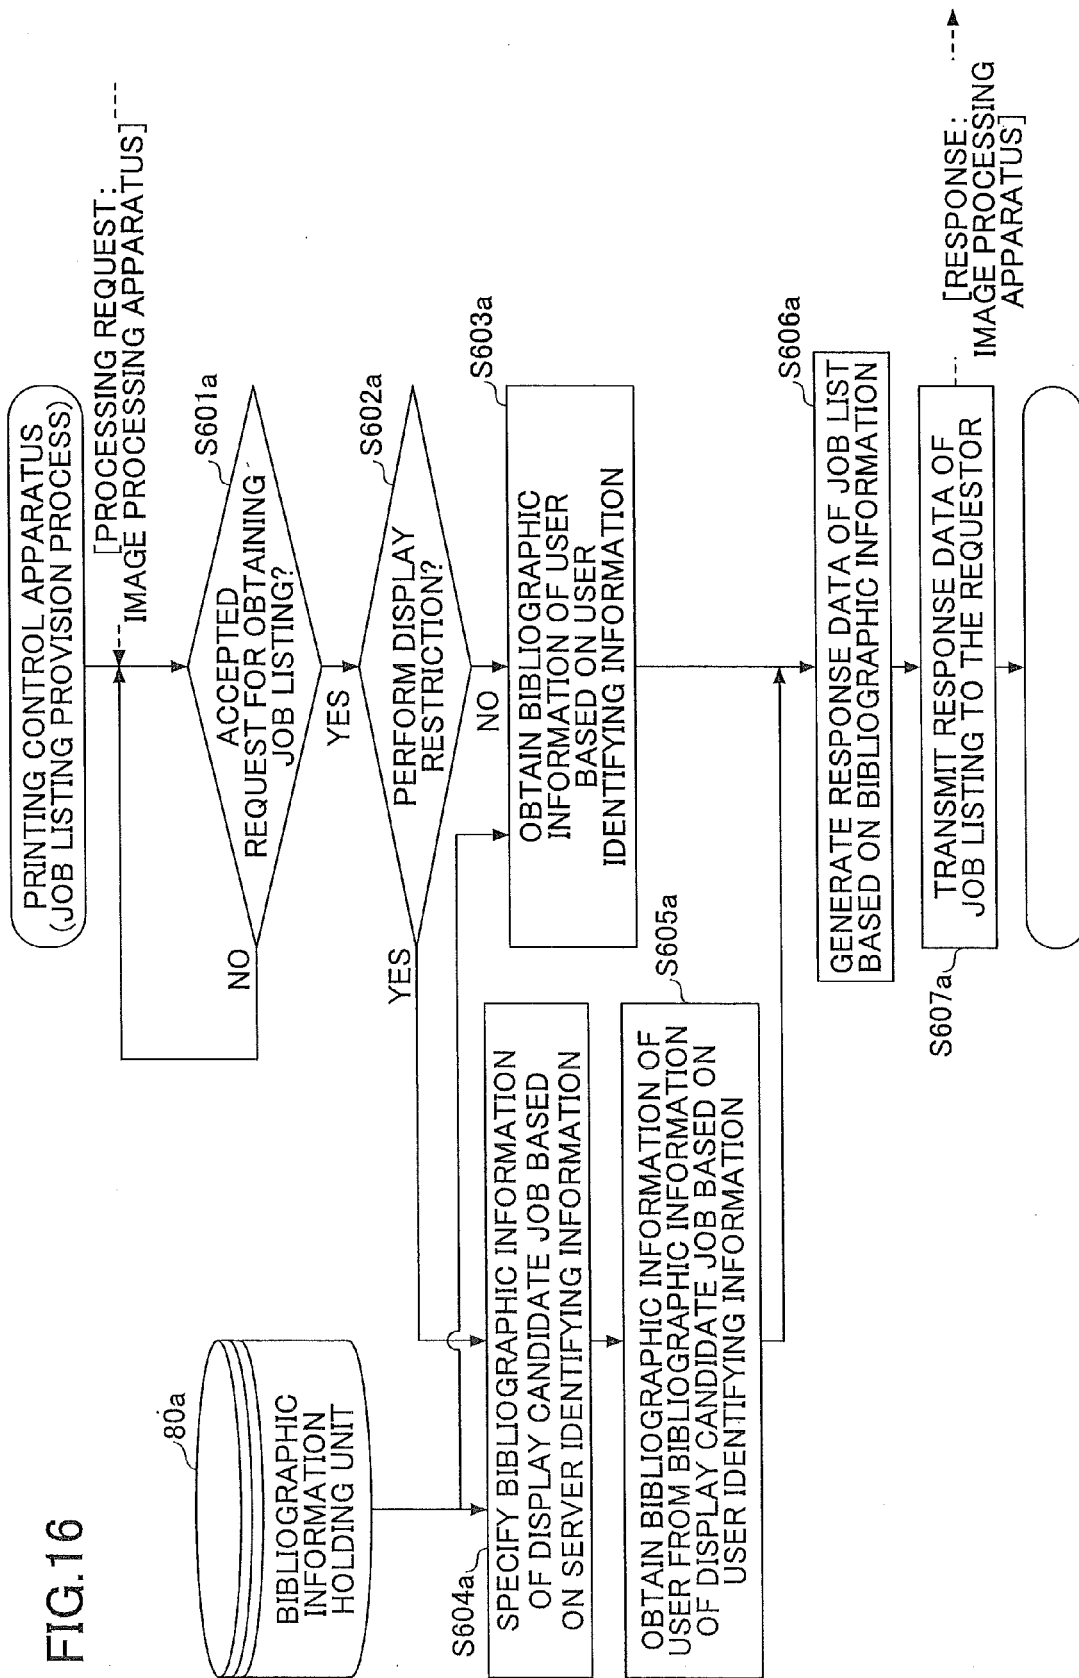 FIG.16
PRINTING CONTROL APPARATUS
(JOB LISTING PROVISION PROCESS)
[PROCESSING REQUEST:
IMAGE PROCESSING APPARATUS]
S601a
ACCEPTED
REQUEST FOR OBTAINING
JOB LISTING?
NO
YES
S602a
PERFORM DISPLAY
RESTRICTION?
YES
NO
80a
BIBLIOGRAPHIC
INFORMATION
HOLDING UNIT
S603a
OBTAIN BIBLIOGRAPHIC
INFORMATION OF USER
BASED ON USER
IDENTIFYING INFORMATION
S604a
SPECIFY BIBLIOGRAPHIC INFORMATION
OF DISPLAY CANDIDATE JOB BASED
ON SERVER IDENTIFYING INFORMATION
S605a
OBTAIN BIBLIOGRAPHIC INFORMATION OF
USER FROM BIBLIOGRAPHIC INFORMATION
OF DISPLAY CANDIDATE JOB BASED ON
USER IDENTIFYING INFORMATION
S606a
GENERATE RESPONSE DATA OF JOB LIST
BASED ON BIBLIOGRAPHIC INFORMATION
S607a
TRANSMIT RESPONSE DATA OF
JOB LISTING TO THE REQUESTOR
[RESPONSE:
IMAGE PROCESSING
APPARATUS]